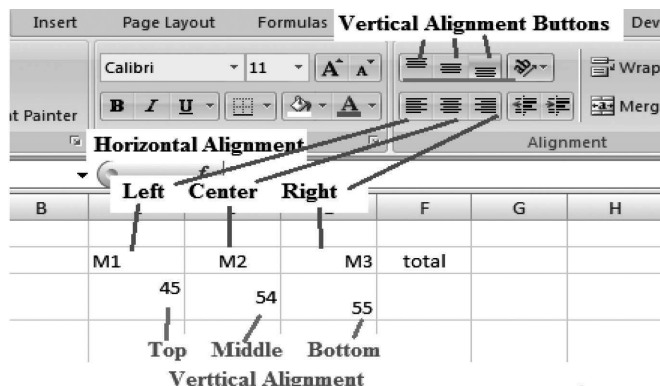 Insert Page Layout Formulas Vertical Alignment Buttons Dev
Calibri 11 A A Wrap
t Painter B I U A Merg
Horizontal Alignment Alignment
Left Center Right
B F G H
M1 M2 M3 total
45 54 55
Top Middle Bottom
Verttical Alignment